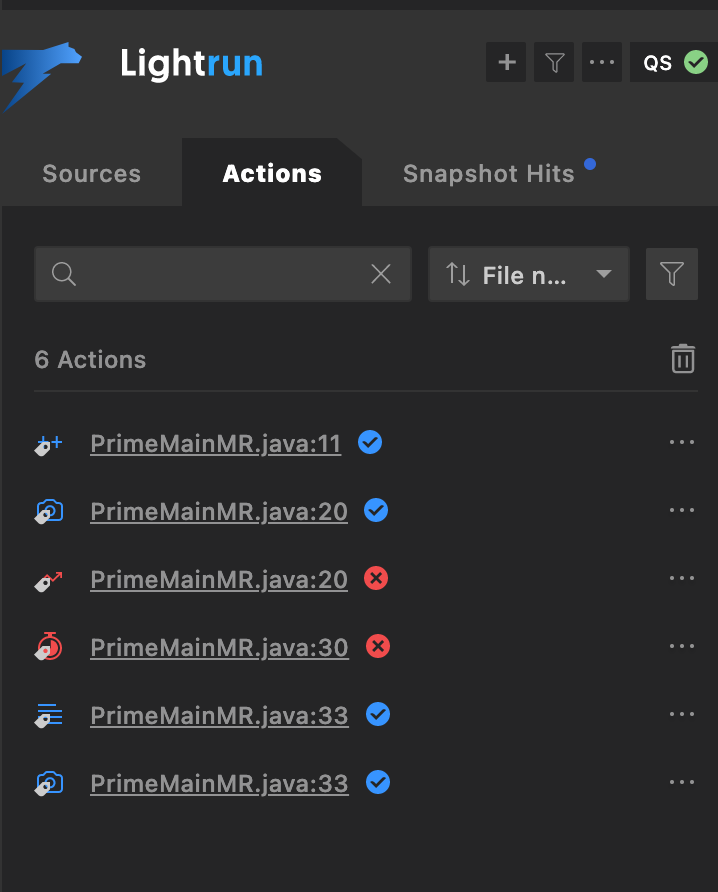 Lightrun
QS
Sources
Actions
Snapshot Hits
File n...
6 Actions
PrimeMainMR.java:11
PrimeMainMR.java:20
PrimeMainMR.java:20
PrimeMainMR.java:30
PrimeMainMR.java:33
PrimeMainMR.java:33